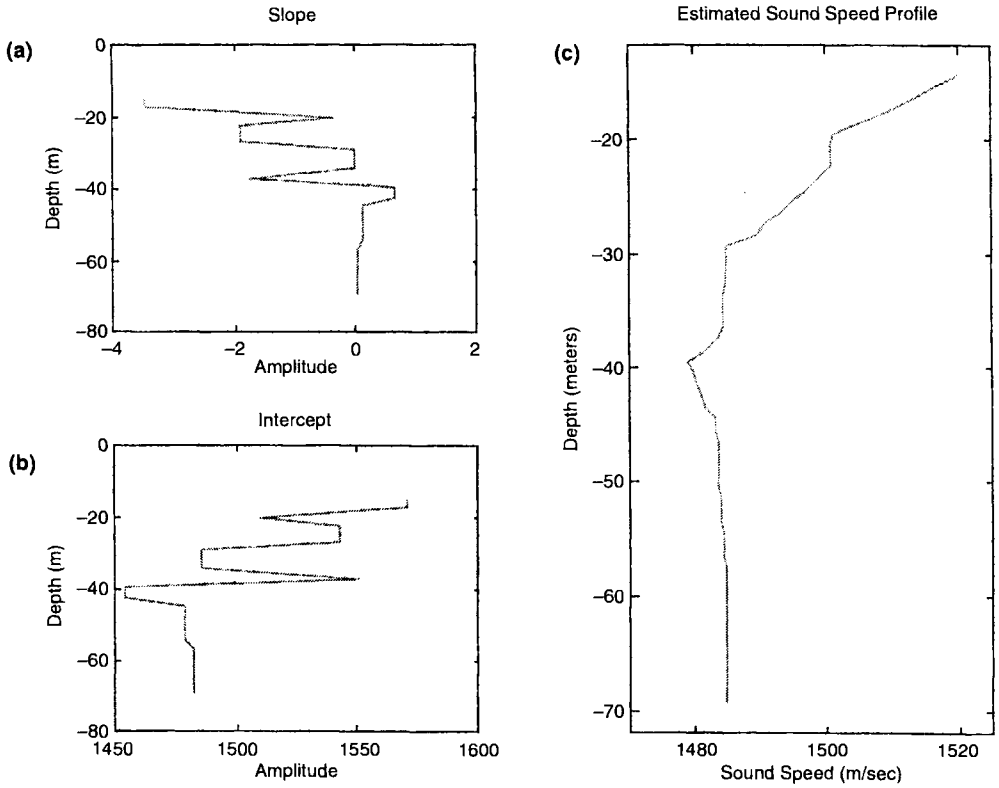 Slope
(a)
0
−20
−40
−60
−80
Depth (m)
−4
−2
0
2
Amplitude
Intercept
(b)
0
−20
−40
−60
−80
Depth (m)
1450
1500
1550
1600
Amplitude
Estimated Sound Speed Profile
(c)
−20
−30
−40
−50
−60
−70
Depth (meters)
1480
1500
1520
Sound Speed (m/sec)